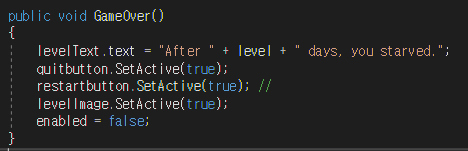 public void GameOver()
{
levelText.text = "After " + level + " days, you starved.";
quitbutton.SetActive(true);
restartbutton.SetActive(true); //
levelImage.SetActive(true);
enabled = false;
}